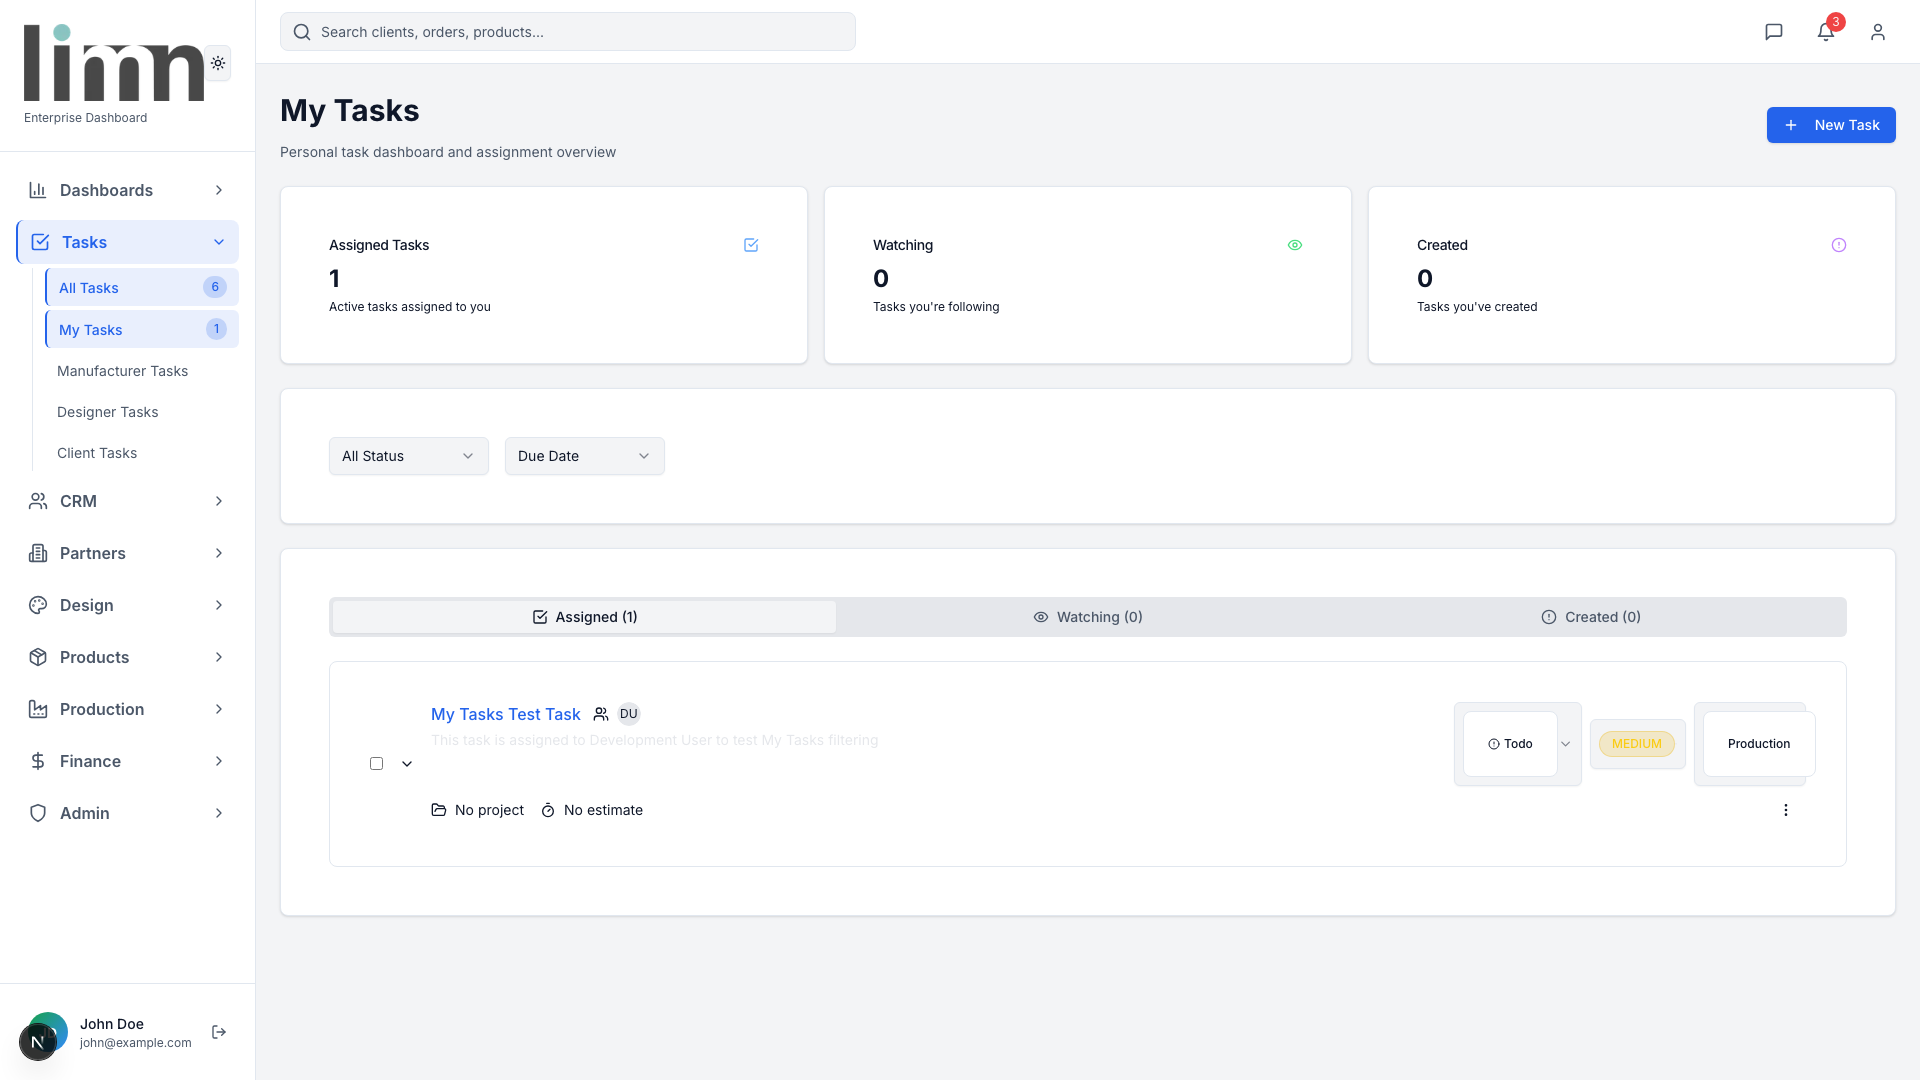 limn
Enterprise Dashboard
Dashboards
Tasks
All Tasks 6
My Tasks 1
Manufacturer Tasks
Designer Tasks
Client Tasks
CRM
Partners
Design
Products
Production
Finance
Admin
John Doe
john@example.com
N
Search clients, orders, products...
3
My Tasks
Personal task dashboard and assignment overview
New Task
Assigned Tasks
1
Active tasks assigned to you
Watching
0
Tasks you're following
Created
0
Tasks you've created
All Status
Due Date
Assigned (1)
Watching (0)
Created (0)
My Tasks Test Task DU
This task is assigned to Development User to test My Tasks filtering
Todo
MEDIUM
Production
No project
No estimate